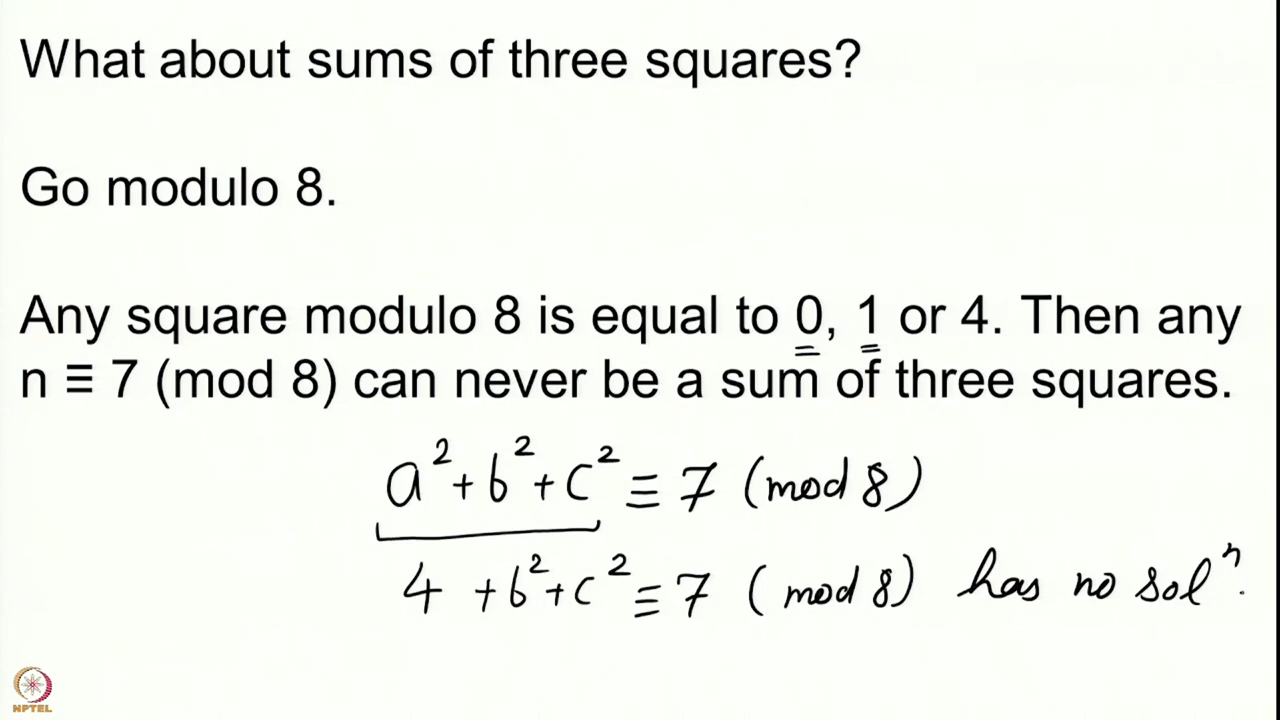 What about sums of three squares?
Go modulo 8.
Any square modulo 8 is equal to 0, 1 or 4. Then any
n ≡ 7 (mod 8) can never be a sum of three squares.
a² + b² + c² ≡ 7 (mod 8)
4 + b² + c² ≡ 7 (mod 8) has no solⁿ.
NPTEL